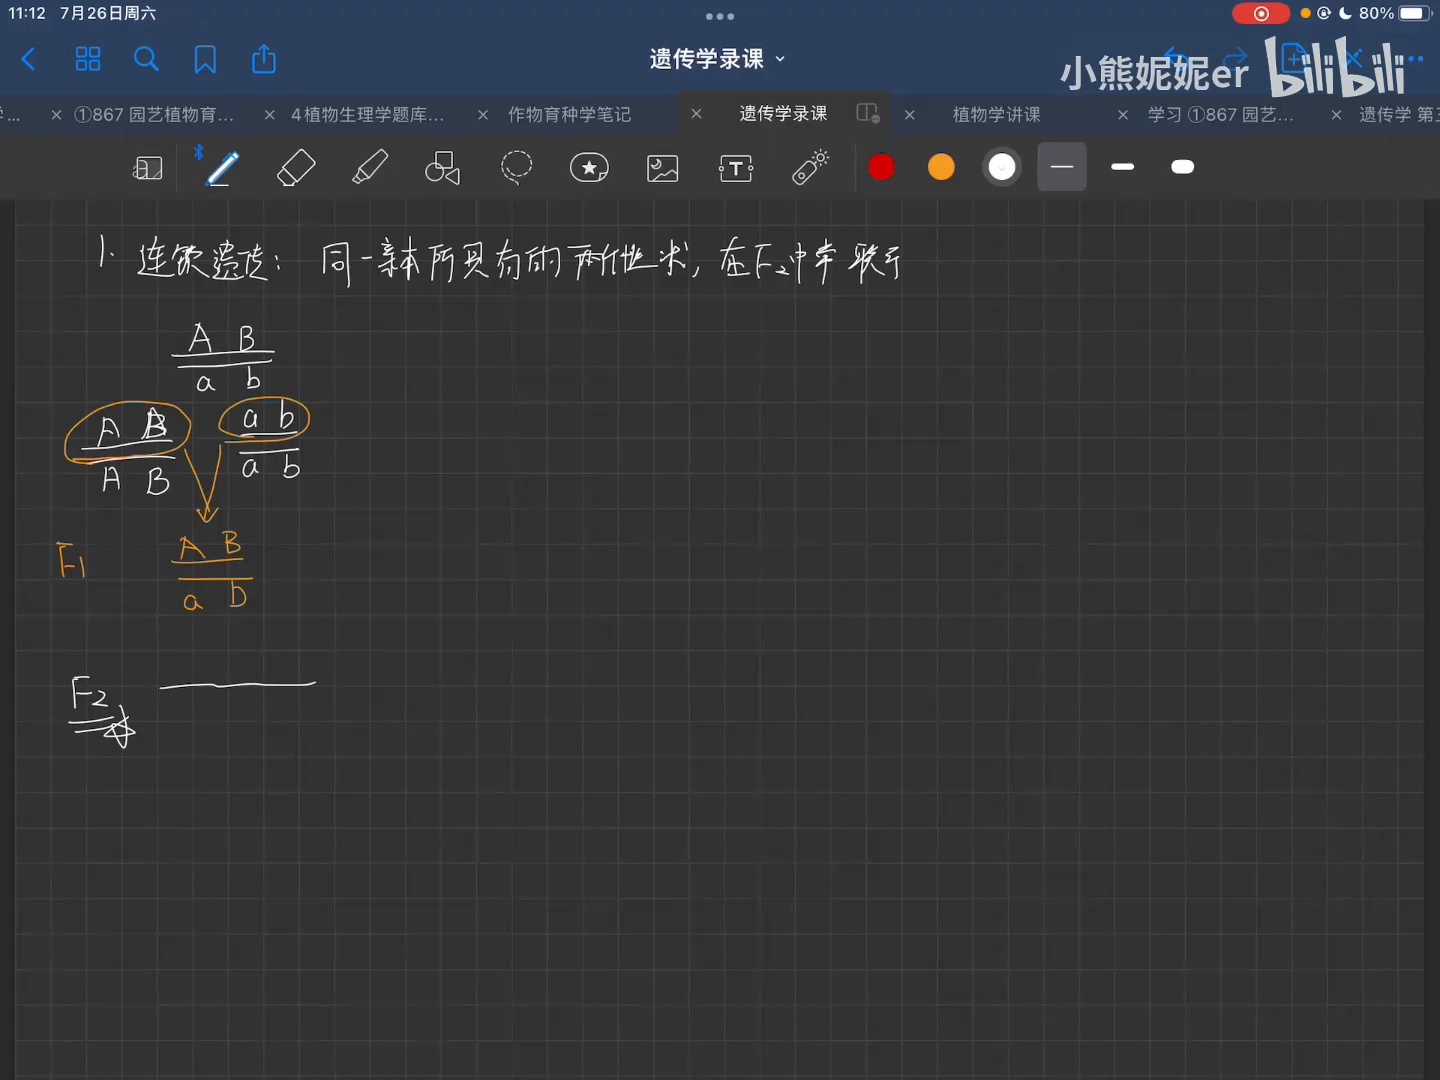 11:12 7月26日周六
80%
遗传学录课
小熊妮妮er bilibili
学... ①867 园艺植物育... 4植物生理学题库... 作物育种学笔记 遗传学录课 植物学讲课 学习 ①867 园艺... 遗传学 第三
1. 连锁遗传: 同一亲本所具有的两个性状, 在F₂中常联系
A B
a b
A B a b
A B a b
F1 A B
a b
F2